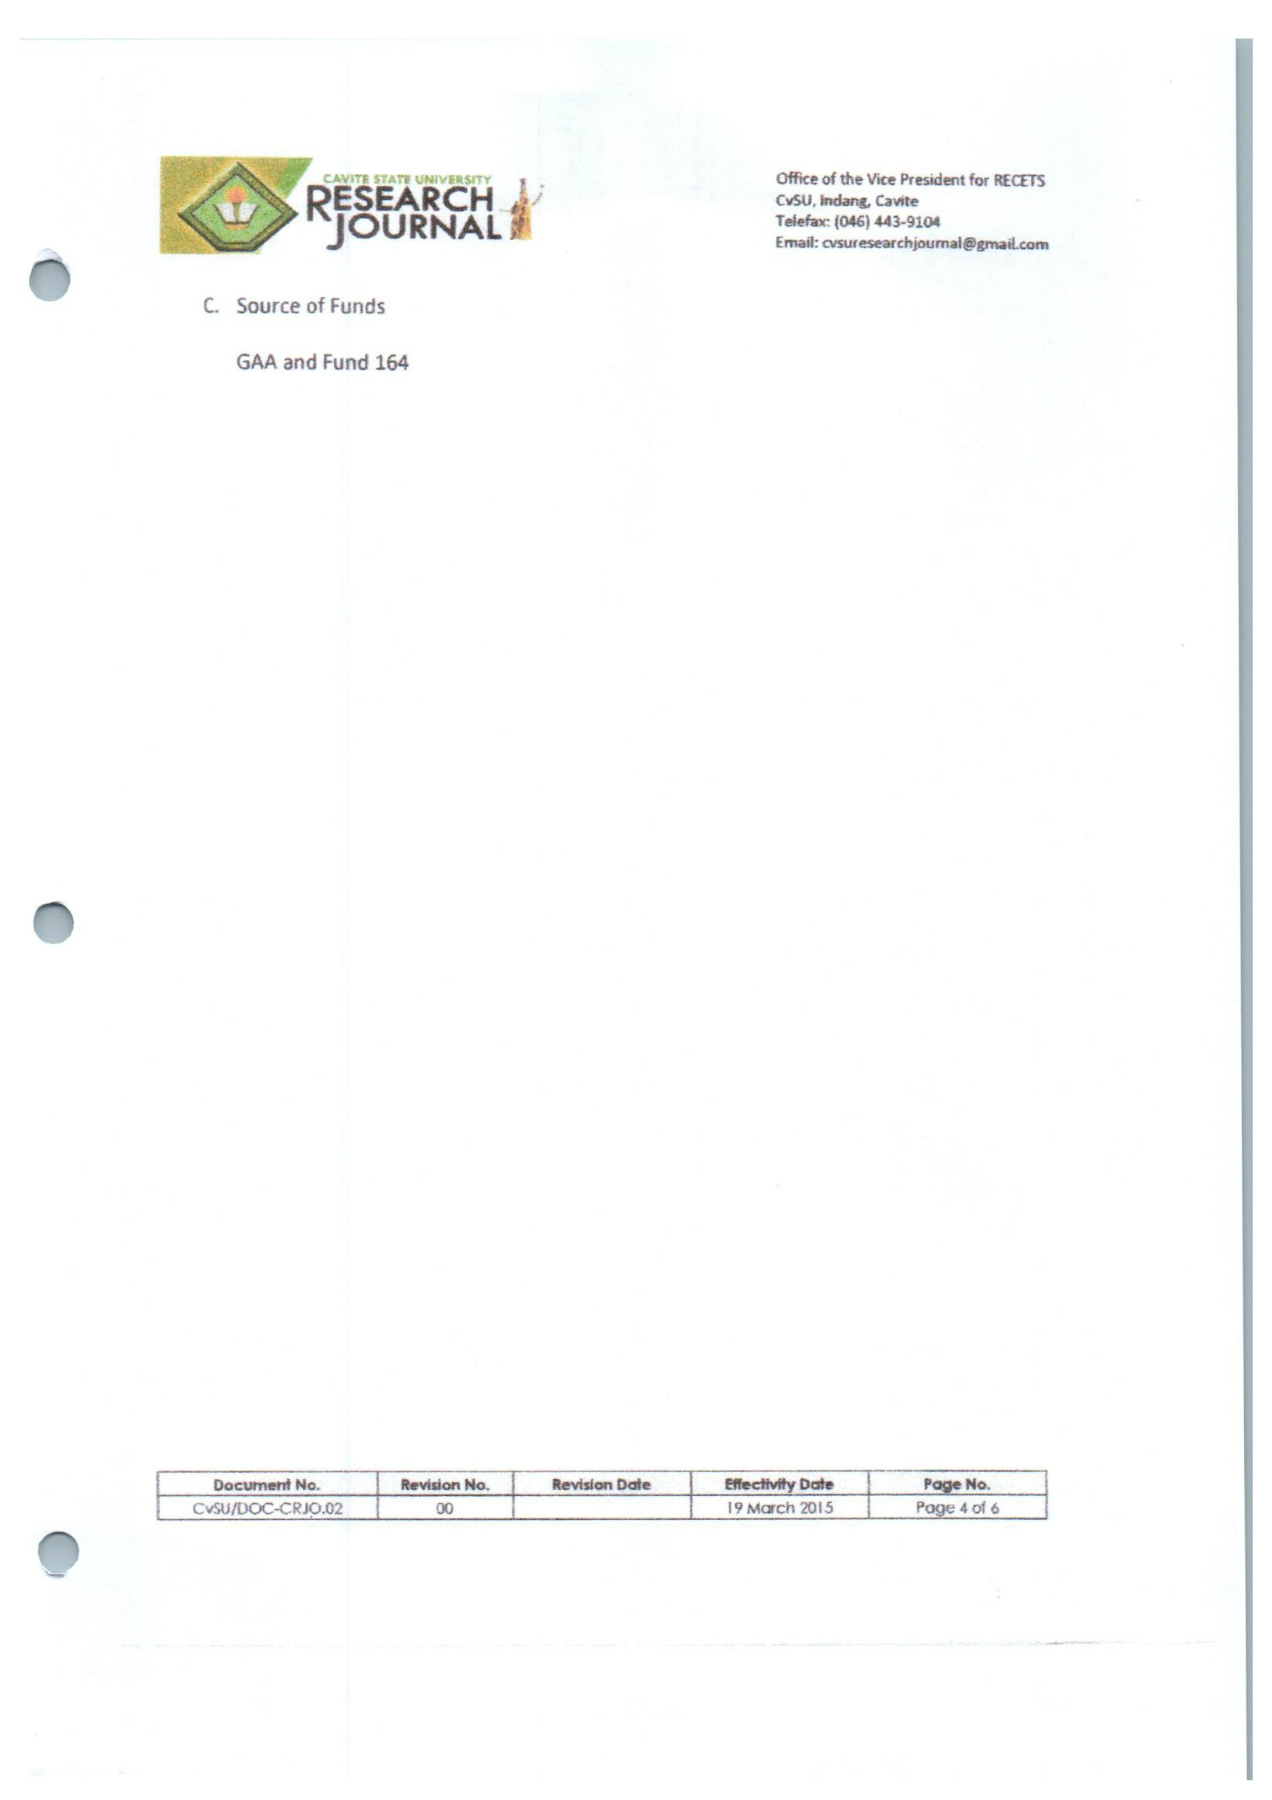 CAVITE STATE UNIVERSITY
RESEARCH
JOURNAL
Office of the Vice President for RECETS
CvSU, Indang, Cavite
Telefax: (046) 443-9104
Email: cvsuresearchjournal@gmail.com
C. Source of Funds
GAA and Fund 164
Document No. Revision No. Revision Date Effectivity Date Page No.
CvSU/DOC-CRJO.02 00 19 March 2015 Page 4 of 6